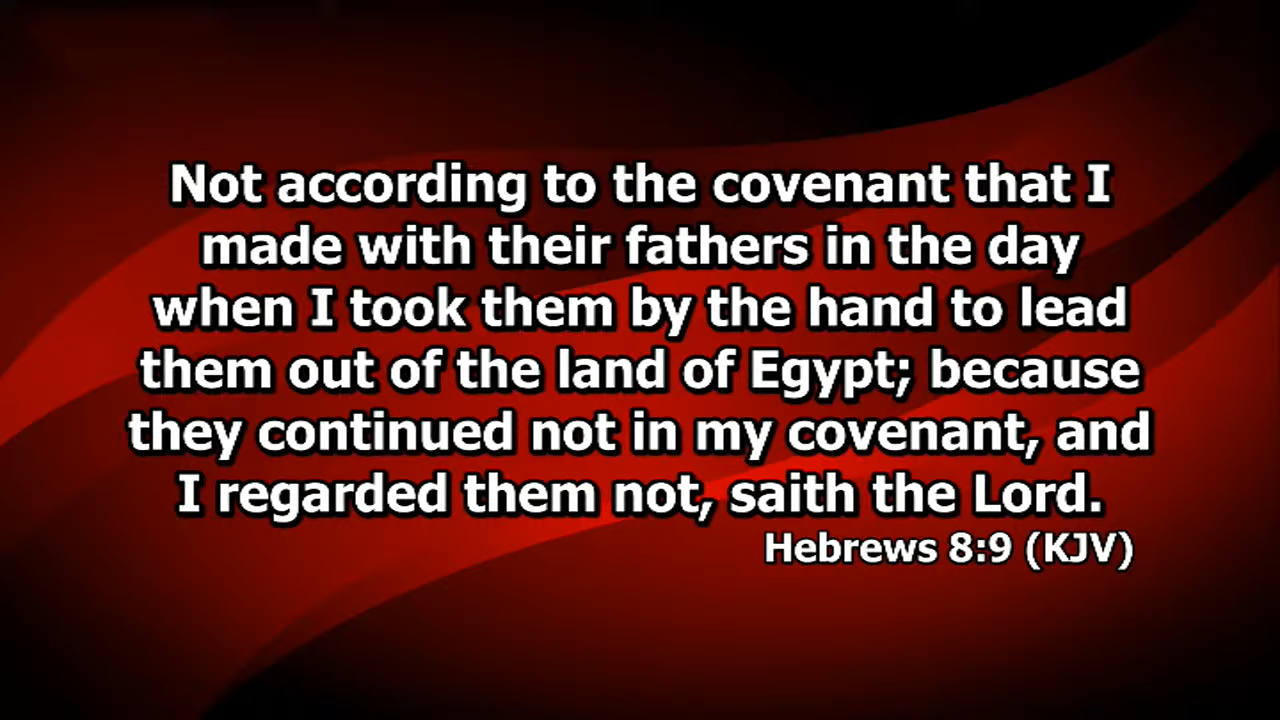 Not according to the covenant that I
made with their fathers in the day
when I took them by the hand to lead
them out of the land of Egypt; because
they continued not in my covenant, and
I regarded them not, saith the Lord.
Hebrews 8:9 (KJV)